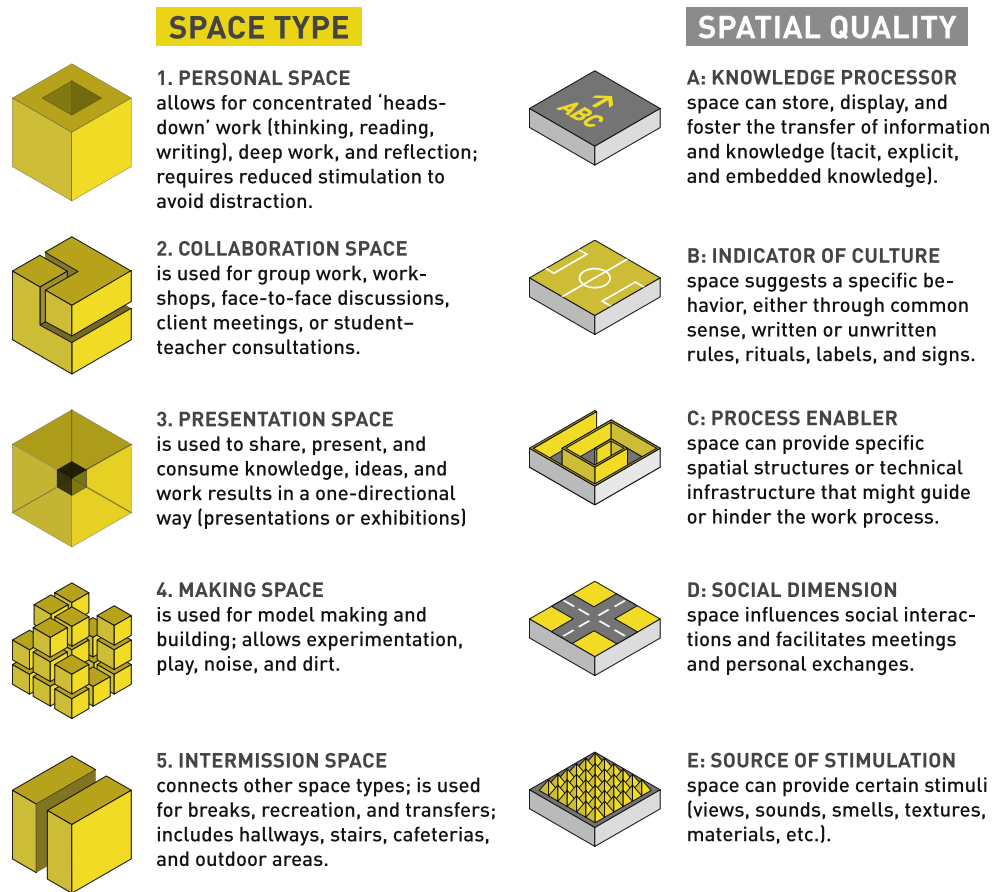 SPACE TYPE
1. PERSONAL SPACE
allows for concentrated ‘heads-
down’ work (thinking, reading,
writing), deep work, and reflection;
requires reduced stimulation to
avoid distraction.
2. COLLABORATION SPACE
is used for group work, work-
shops, face-to-face discussions,
client meetings, or student–
teacher consultations.
3. PRESENTATION SPACE
is used to share, present, and
consume knowledge, ideas, and
work results in a one-directional
way (presentations or exhibitions)
4. MAKING SPACE
is used for model making and
building; allows experimentation,
play, noise, and dirt.
5. INTERMISSION SPACE
connects other space types; is used
for breaks, recreation, and transfers;
includes hallways, stairs, cafeterias,
and outdoor areas.
SPATIAL QUALITY
ABC
A: KNOWLEDGE PROCESSOR
space can store, display, and
foster the transfer of information
and knowledge (tacit, explicit,
and embedded knowledge).
B: INDICATOR OF CULTURE
space suggests a specific be-
havior, either through common
sense, written or unwritten
rules, rituals, labels, and signs.
C: PROCESS ENABLER
space can provide specific
spatial structures or technical
infrastructure that might guide
or hinder the work process.
D: SOCIAL DIMENSION
space influences social interac-
tions and facilitates meetings
and personal exchanges.
E: SOURCE OF STIMULATION
space can provide certain stimuli
(views, sounds, smells, textures,
materials, etc.).